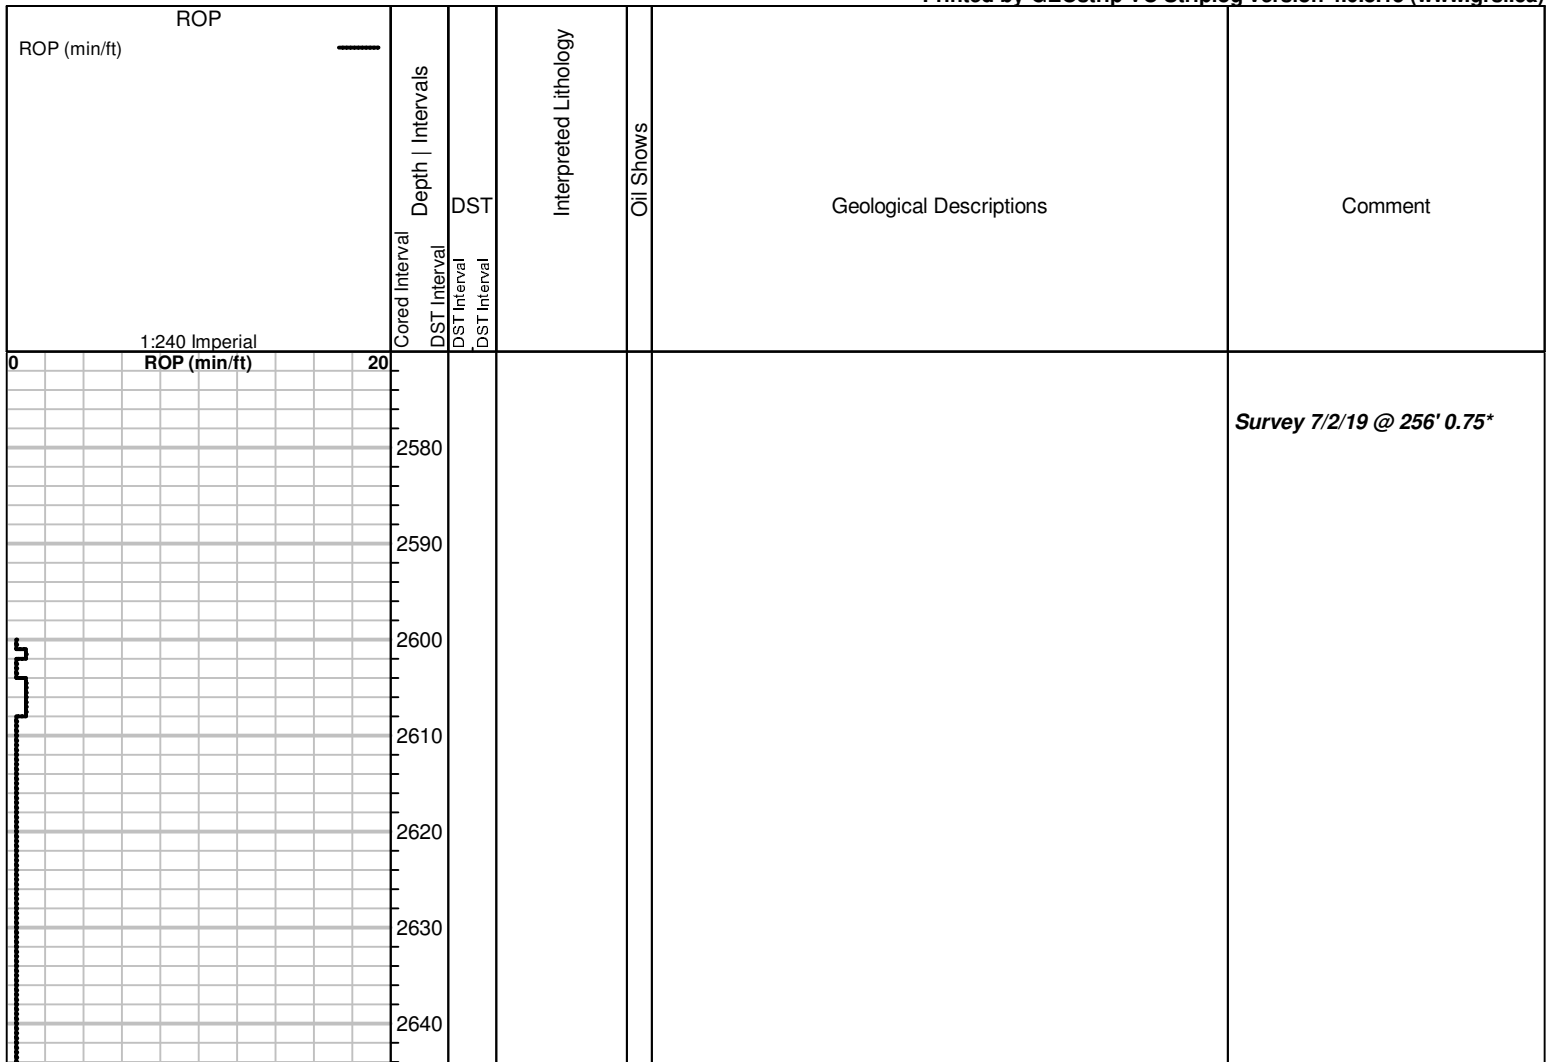 ROP
ROP (min/ft)
1:240 Imperial
Cored Interval
Depth | Intervals
DST Interval
DST
DST Interval
DST Interval
Interpreted Lithology
Oil Shows
Geological Descriptions
Comment
0 ROP (min/ft) 20
Survey 7/2/19 @ 256' 0.75*
2580
2590
2600
2610
2620
2630
2640